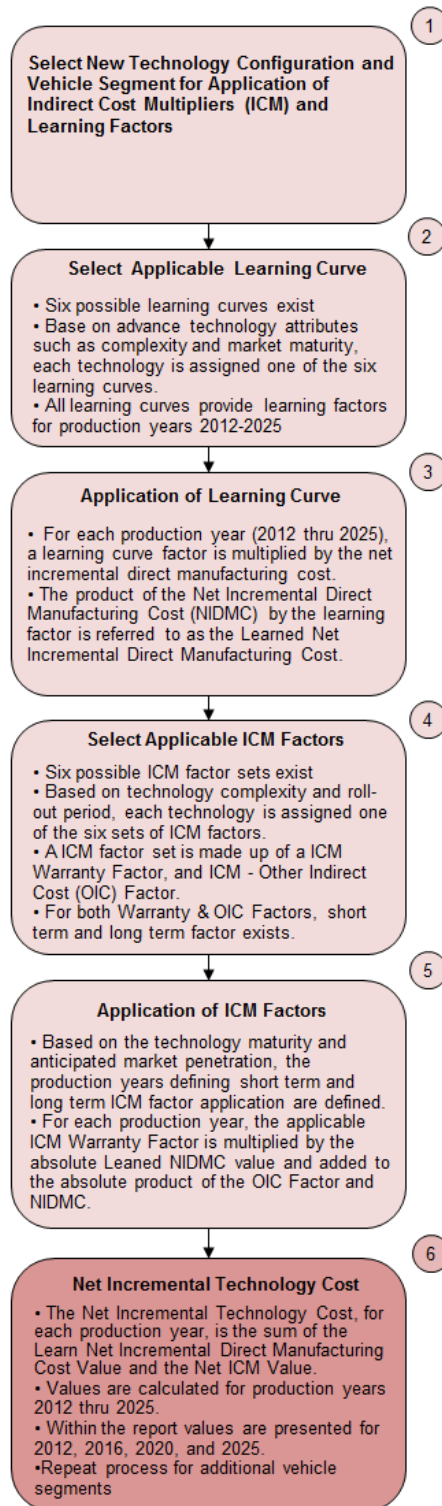 1
Select New Technology Configuration and
Vehicle Segment for Application of
Indirect Cost Multipliers (ICM) and
Learning Factors
2
Select Applicable Learning Curve
• Six possible learning curves exist
• Base on advance technology attributes
such as complexity and market maturity,
each technology is assigned one of the six
learning curves.
• All learning curves provide learning factors
for production years 2012-2025
3
Application of Learning Curve
• For each production year (2012 thru 2025),
a learning curve factor is multiplied by the net
incremental direct manufacturing cost.
• The product of the Net Incremental Direct
Manufacturing Cost (NIDMC) by the learning
factor is referred to as the Learned Net
Incremental Direct Manufacturing Cost.
4
Select Applicable ICM Factors
• Six possible ICM factor sets exist
• Based on technology complexity and roll-
out period, each technology is assigned one
of the six sets of ICM factors.
• A ICM factor set is made up of a ICM
Warranty Factor, and ICM - Other Indirect
Cost (OIC) Factor.
• For both Warranty & OIC Factors, short
term and long term factor exists.
5
Application of ICM Factors
• Based on the technology maturity and
anticipated market penetration, the
production years defining short term and
long term ICM factor application are defined.
• For each production year, the applicable
ICM Warranty Factor is multiplied by the
absolute Leaned NIDMC value and added to
the absolute product of the OIC Factor and
NIDMC.
6
Net Incremental Technology Cost
• The Net Incremental Technology Cost, for
each production year, is the sum of the
Learn Net Incremental Direct Manufacturing
Cost Value and the Net ICM Value.
• Values are calculated for production years
2012 thru 2025.
• Within the report values are presented for
2012, 2016, 2020, and 2025.
•Repeat process for additional vehicle
segments